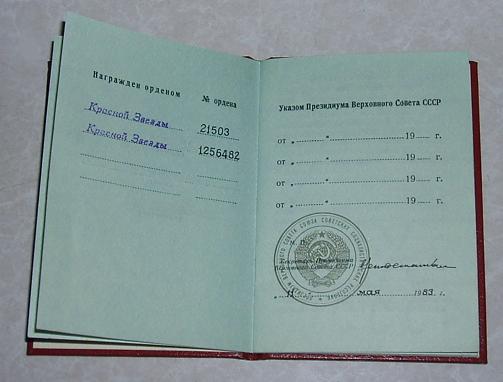 Награжден орденом № ордена
Красной Звезды 21503
Красной Звезды 1256482
Указом Президиума Верховного Совета СССР
от „ “ 19 г.
от „ “ 19 г.
от „ “ 19 г.
от „ “ 19 г.
М. П.
Секретарь Президиума
Верховного Совета СССР
мая 1983 г.